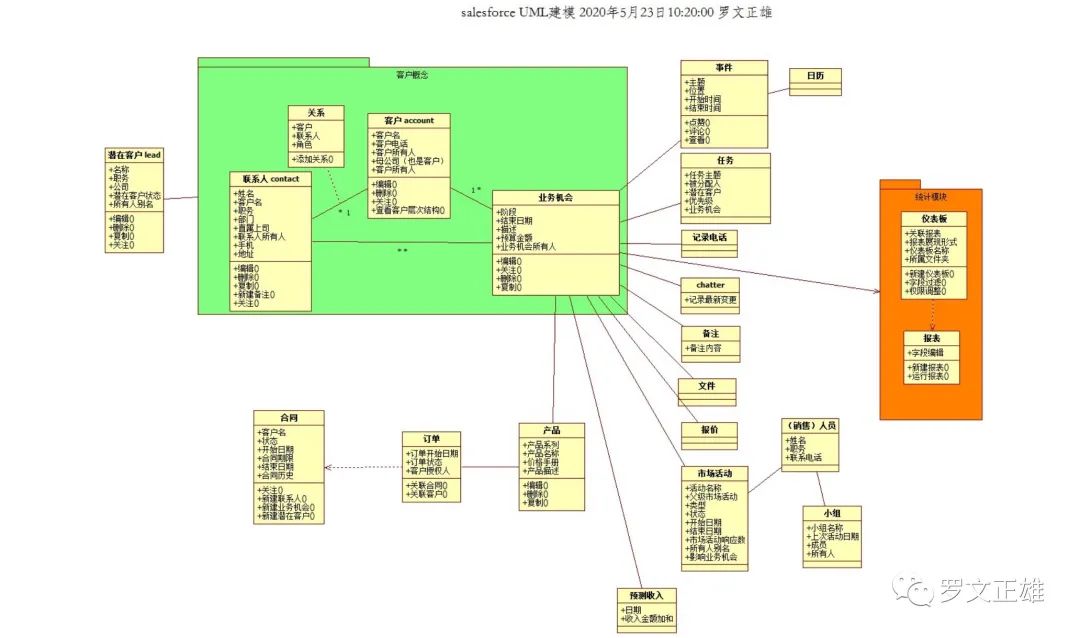 salesforce UML建模 2020年5月23日10:20:00 罗文正雄
客户概念
潜在客户 lead
+名称
+职务
+公司
+潜在客户状态
+所有人别名
+编辑()
+删除()
+复制()
+关注()
关系
+客户
+联系人
+角色
+添加关系()
客户 account
+客户名
+客户电话
+客户所有人
+母公司（也是客户）
+客户所有人
+编辑()
+删除()
+关注()
+查看客户层次结构()
联系人 contact
+姓名
+客户名
+职务
+部门
+直属上司
+联系人所有人
+手机
+地址
+编辑()
+删除()
+复制()
+新建备注()
+关注()
* 1
1 *
* *
业务机会
+阶段
+结束日期
+描述
+预算金额
+业务机会所有人
+编辑()
+关注()
+删除()
+复制()
事件
+主题
+位置
+开始时间
+结束时间
+点赞()
+评论()
+查看()
日历
任务
+任务主题
+被分配人
+潜在客户
+优先级
+业务机会
记录电话
chatter
+记录最新变更
备注
+备注内容
文件
报价
统计模块
仪表板
+关联报表
+报表展现形式
+仪表板名称
+所属文件夹
+新建仪表板()
+字段过滤()
+权限调整()
报表
+字段编辑
+新建报表()
+运行报表()
合同
+客户名
+状态
+开始日期
+合同期限
+结束日期
+合同历史
+关注()
+新建联系人()
+新建业务机会()
+新建潜在客户()
订单
+订单开始日期
+订单状态
+客户授权人
+关联合同()
+关联客户()
产品
+产品系列
+产品名称
+价格手册
+产品描述
+编辑()
+删除()
+复制()
市场活动
+活动名称
+父级市场活动
+类型
+状态
+开始日期
+结束日期
+市场活动响应数
+所有人别名
+影响业务机会
（销售）人员
+姓名
+职务
+联系电话
小组
+小组名称
+上次活动日期
+成员
+所有人
预测收入
+日期
+收入金额加和
罗文正雄